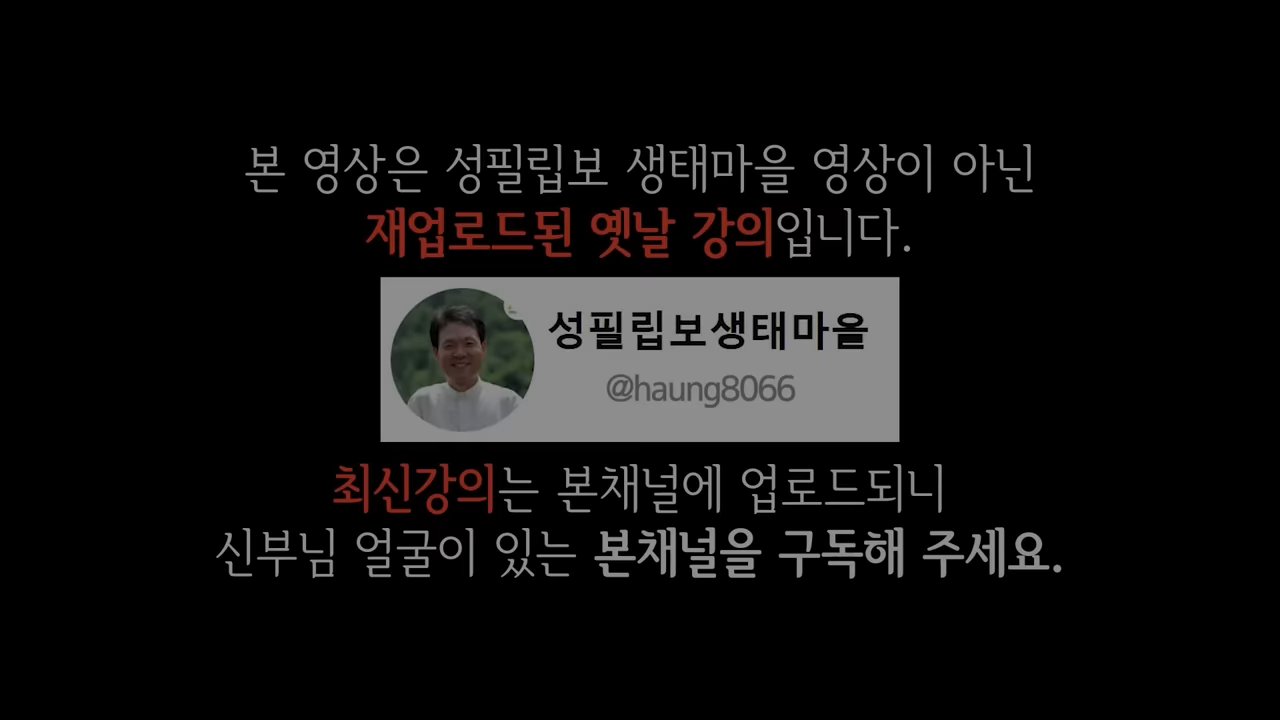 본 영상은 성필립보 생태마을 영상이 아닌
재업로드된 옛날 강의입니다.
성필립보생태마을
@haung8066
최신강의는 본채널에 업로드되니
신부님 얼굴이 있는 본채널을 구독해 주세요.